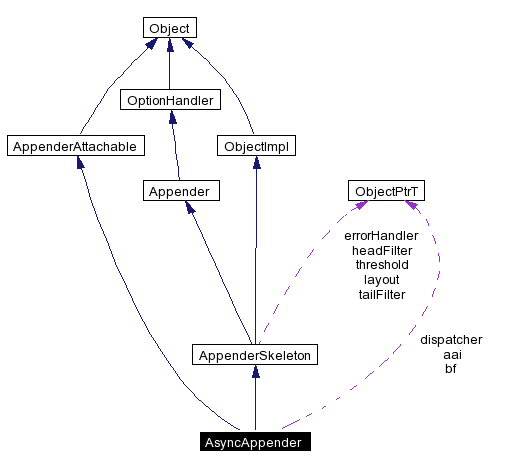 Object
OptionHandler
AppenderAttachable
ObjectImpl
Appender
ObjectPtrT
errorHandler
headFilter
threshold
layout
tailFilter
dispatcher
aai
bf
AppenderSkeleton
AsyncAppender